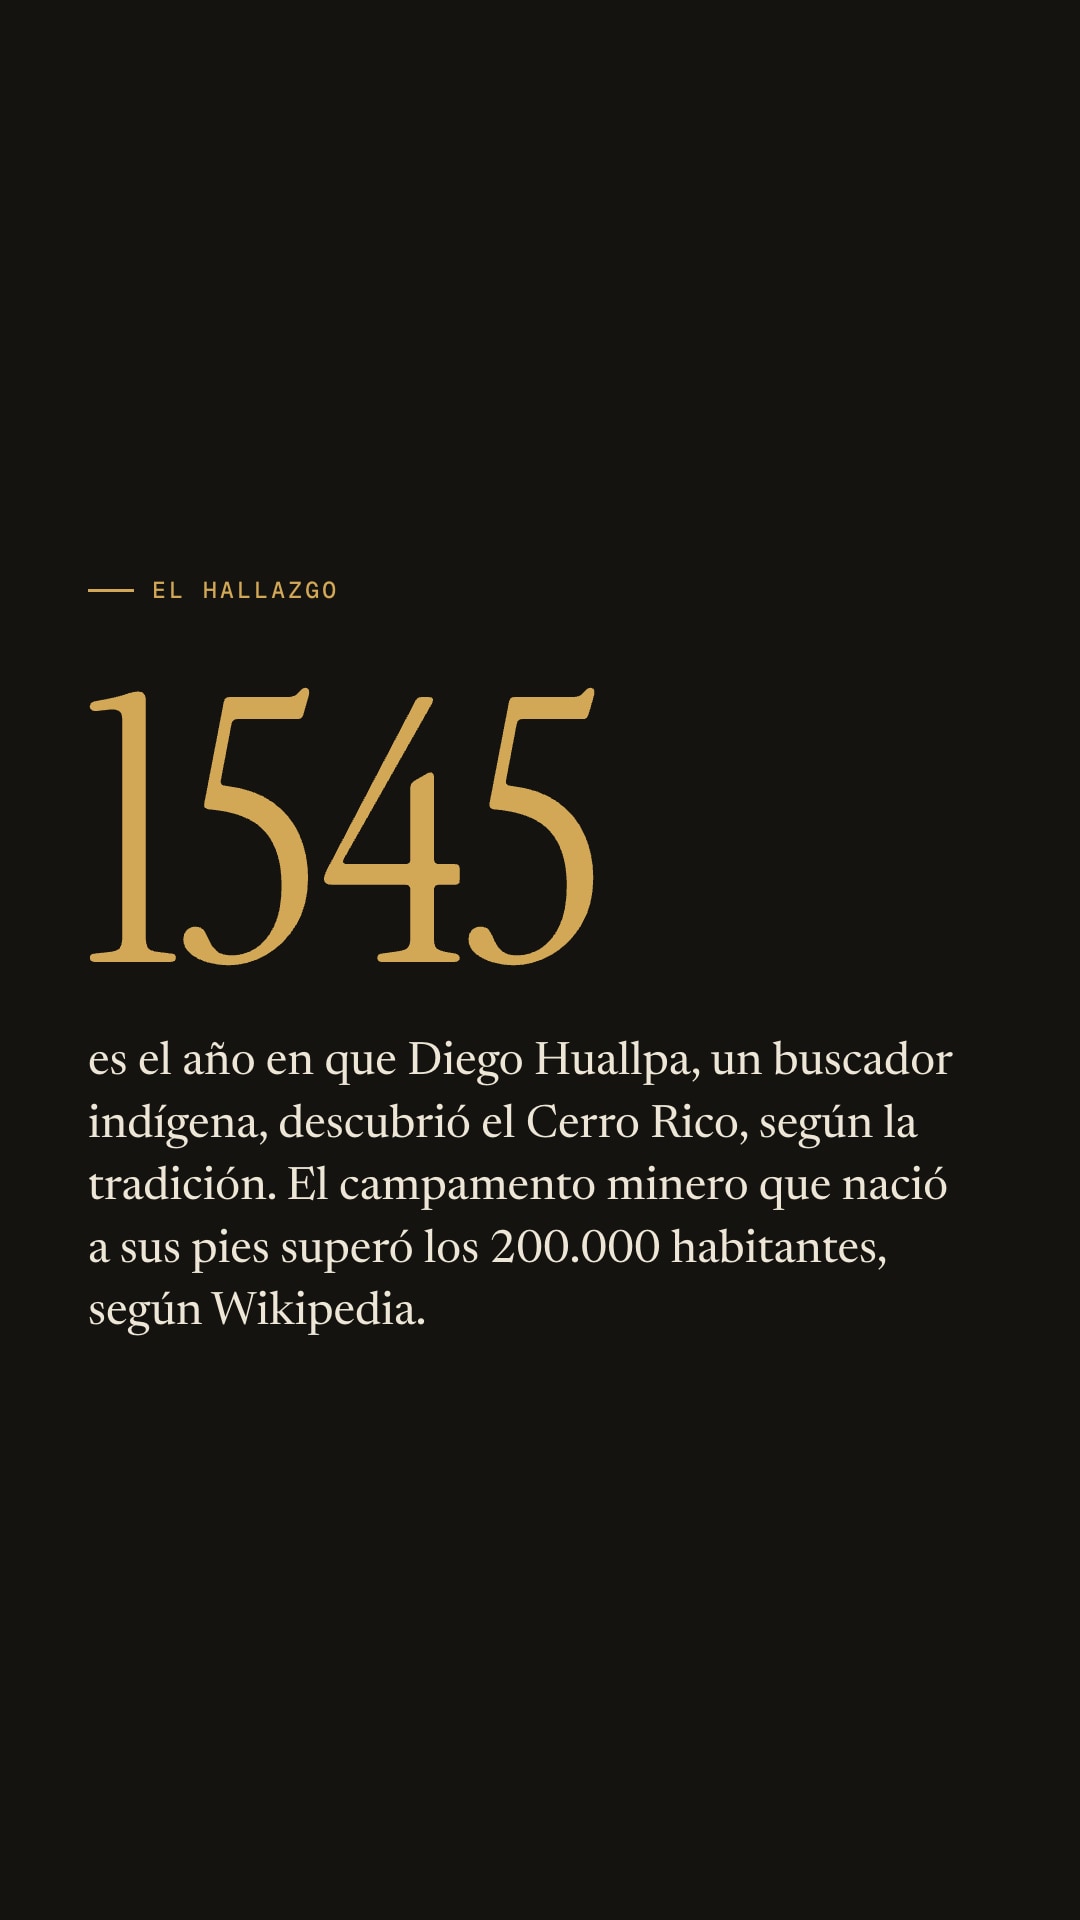 EL HALLAZGO
1545
es el año en que Diego Huallpa, un buscador
indígena, descubrió el Cerro Rico, según la
tradición. El campamento minero que nació
a sus pies superó los 200.000 habitantes,
según Wikipedia.